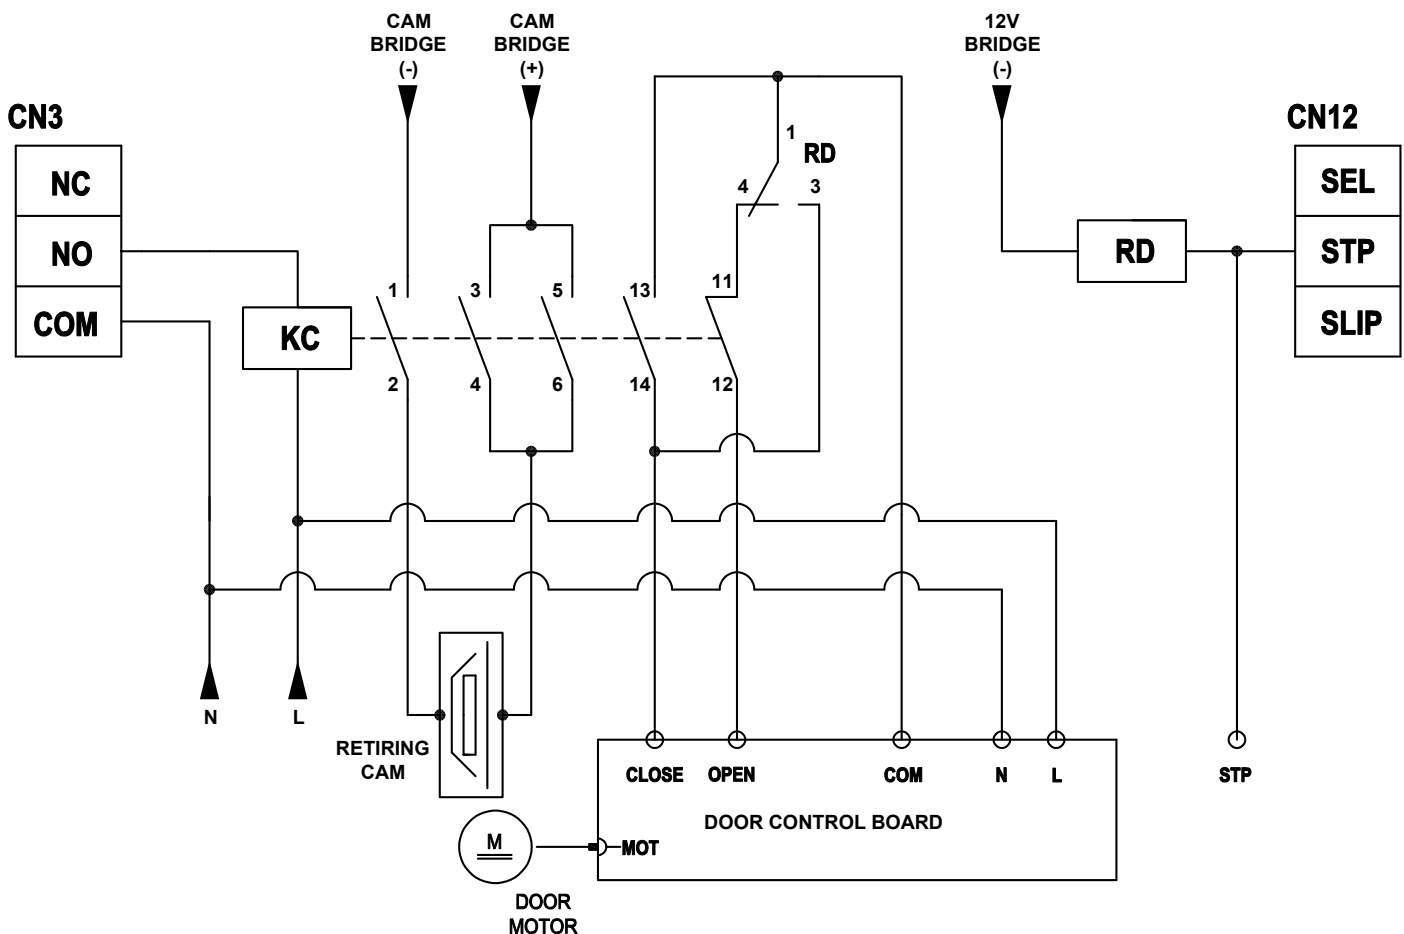 CAM
BRIDGE
(-)
CAM
BRIDGE
(+)
12V
BRIDGE
(-)
CN3
NC
NO
COM
CN12
SEL
STP
SLIP
1
RD
4
3
RD
KC
1
3
5
13
11
2
4
6
14
12
N
L
RETIRING
CAM
CLOSE
OPEN
COM
N
L
STP
DOOR CONTROL BOARD
M
MOT
DOOR
MOTOR